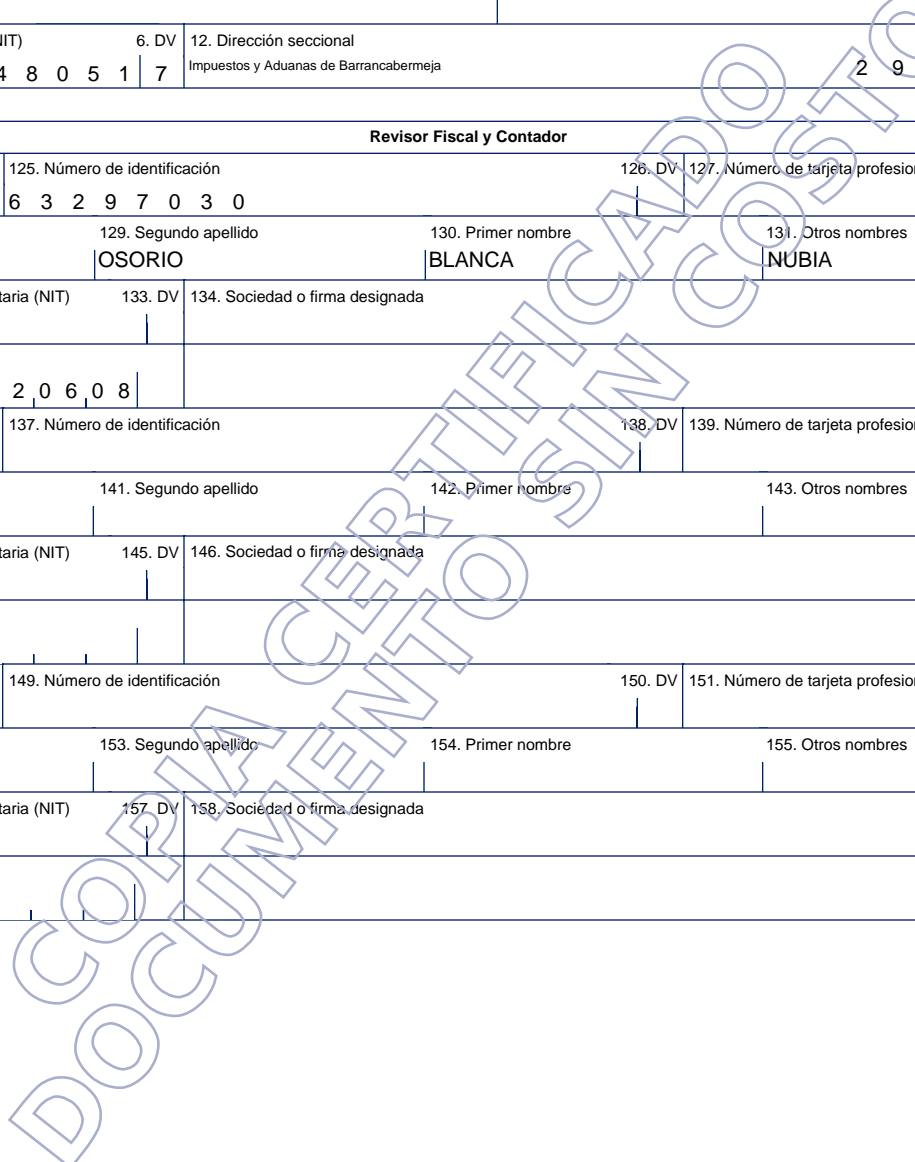 IIT) 6. DV 12. Dirección seccional
4 8 0 5 1 7 Impuestos y Aduanas de Barrancabermeja 2 9
Revisor Fiscal y Contador
125. Número de identificación 126. DV 127. Número de tarjeta profesion
6 3 2 9 7 0 3 0
129. Segundo apellido 130. Primer nombre 131. Otros nombres
OSORIO BLANCA NUBIA
taria (NIT) 133. DV 134. Sociedad o firma designada
2 0 6 0 8
137. Número de identificación 138. DV 139. Número de tarjeta profesion
141. Segundo apellido 142. Primer nombre 143. Otros nombres
taria (NIT) 145. DV 146. Sociedad o firma designada
149. Número de identificación 150. DV 151. Número de tarjeta profesion
153. Segundo apellido 154. Primer nombre 155. Otros nombres
taria (NIT) 157. DV 158. Sociedad o firma designada
COPIA CERTIFICADO
DOCUMENTO SIN COSTO